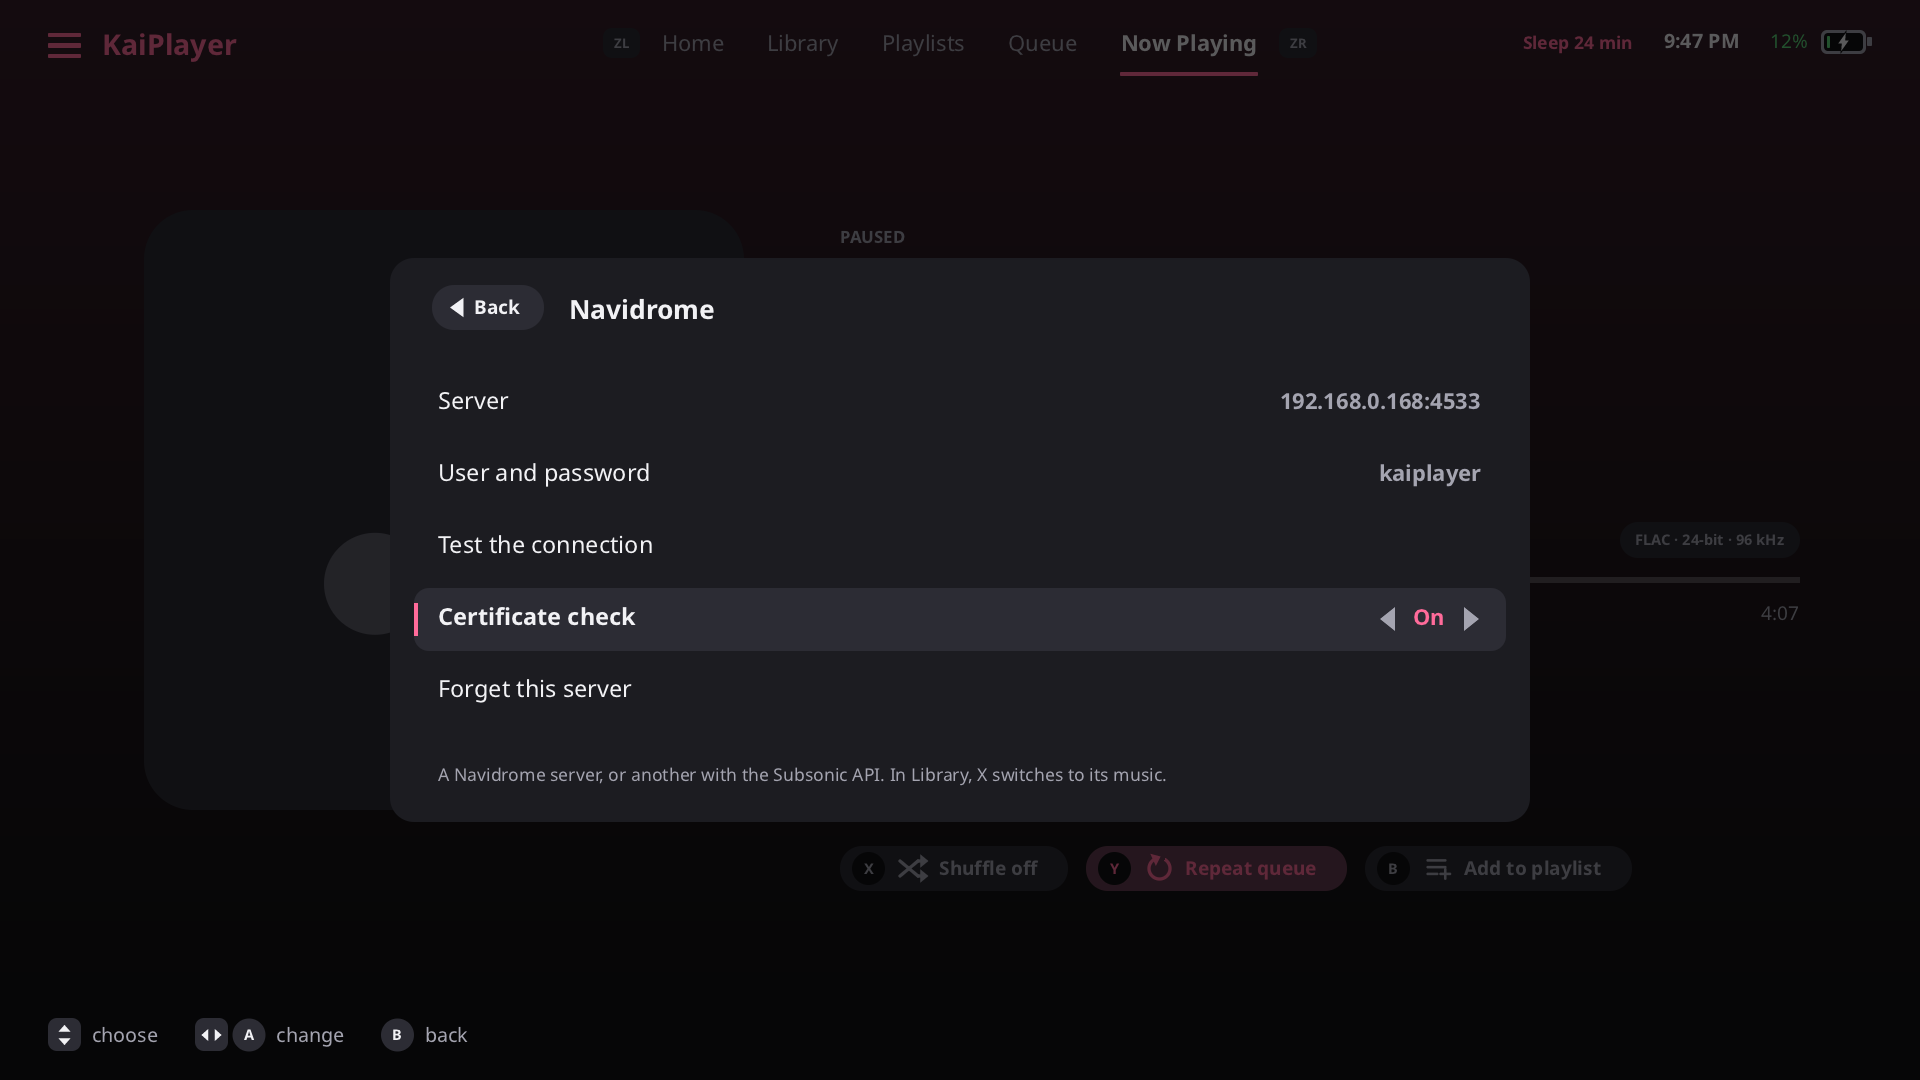 KaiPlayer
ZL Home Library Playlists Queue Now Playing ZR
Sleep 24 min 9:47 PM 12%
PAUSED
Back Navidrome
Server 192.168.0.168:4533
User and password kaiplayer
Test the connection
FLAC · 24-bit · 96 kHz
Certificate check On
4:07
Forget this server
A Navidrome server, or another with the Subsonic API. In Library, X switches to its music.
X Shuffle off Y Repeat queue B Add to playlist
choose A change B back